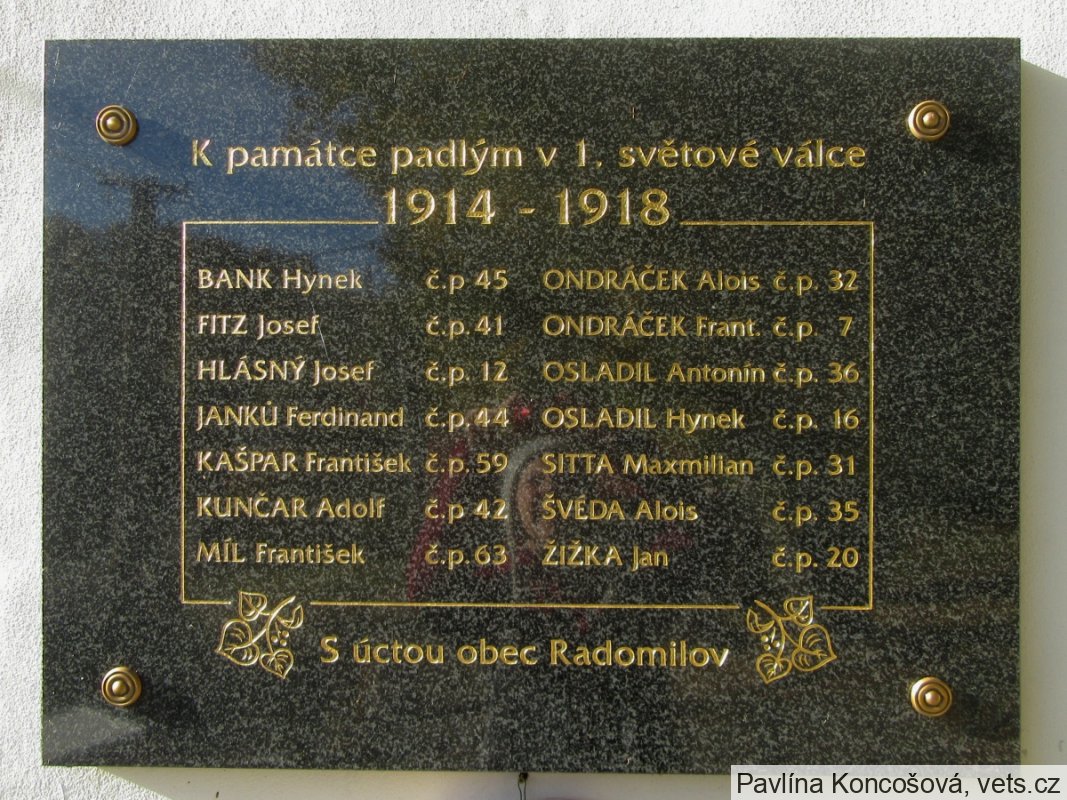 K památce padlým v 1. světové válce
1914 - 1918
BANK Hynek č.p 45
FITZ Josef č.p. 41
HLÁSNÝ Josef č.p. 12
JANKŮ Ferdinand č.p. 44
KAŠPAR František č.p. 59
KUNČAR Adolf č.p 42
MÍL František č.p. 63
ONDRÁČEK Alois č.p. 32
ONDRÁČEK Frant. č.p. 7
OSLADIL Antonín č.p. 36
OSLADIL Hynek č.p. 16
SITTA Maxmilian č.p. 31
ŠVÉDA Alois č.p. 35
ŽIŽKA Jan č.p. 20
S úctou obec Radomilov
Pavlína Koncošová, vets.cz